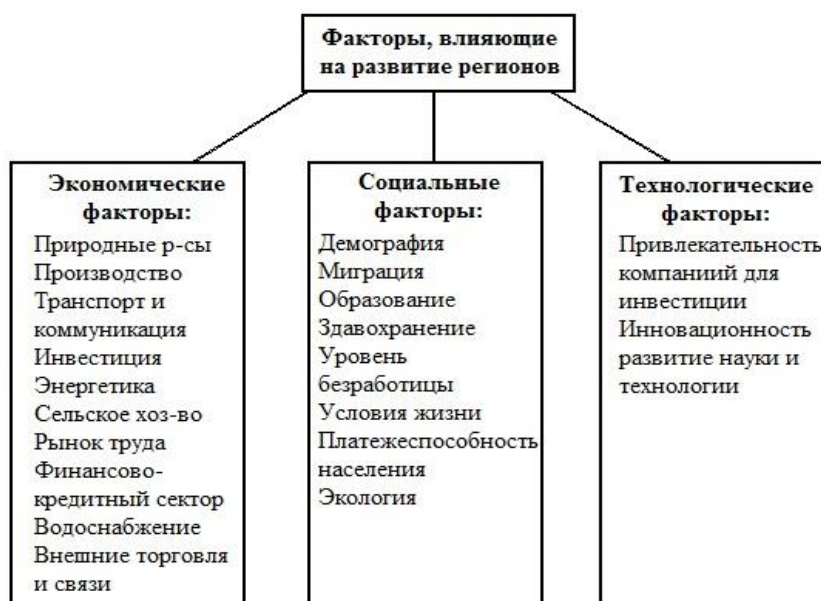 Факторы, влияющие
на развитие регионов
Экономические
факторы:
Природные р-сы
Производство
Транспорт и
коммуникация
Инвестиция
Энергетика
Сельское хоз-во
Рынок труда
Финансово-
кредитный сектор
Водоснабжение
Внешние торговля
и связи
Социальные
факторы:
Демография
Миграция
Образование
Здавохранение
Уровень
безработицы
Условия жизни
Платежеспособность
населения
Экология
Технологические
факторы:
Привлекательность
компаниий для
инвестиции
Инновационность
развитие науки и
технологии